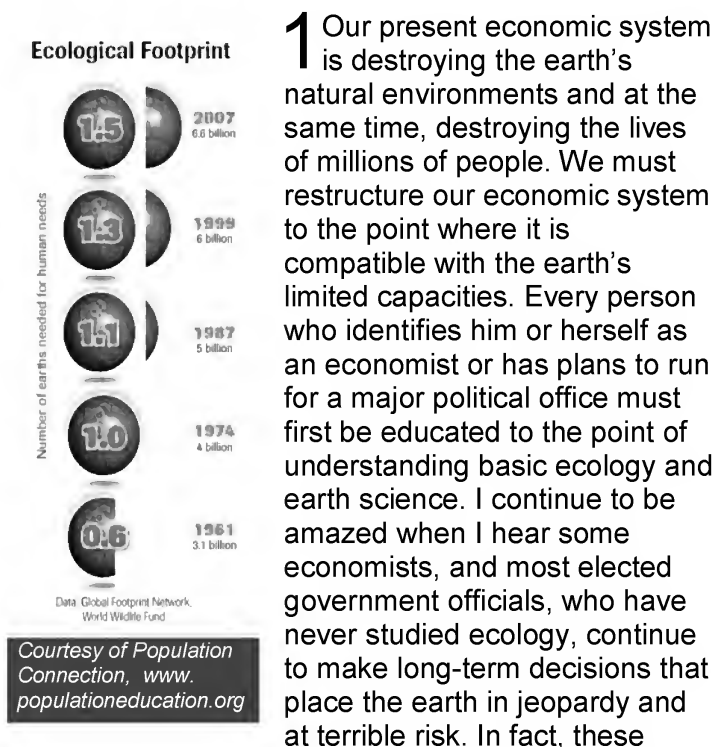 Ecological Footprint
1.5
2007
6.6 billion
1.3
1999
6 billion
1.1
1987
5 billion
1.0
1974
4 billion
0.6
1961
3.1 billion
Number of earths needed for human needs
Data: Global Footprint Network,
World Wildlife Fund
Courtesy of Population
Connection, www.
populationeducation.org
1 Our present economic system
is destroying the earth's
natural environments and at the
same time, destroying the lives
of millions of people. We must
restructure our economic system
to the point where it is
compatible with the earth's
limited capacities. Every person
who identifies him or herself as
an economist or has plans to run
for a major political office must
first be educated to the point of
understanding basic ecology and
earth science. I continue to be
amazed when I hear some
economists, and most elected
government officials, who have
never studied ecology, continue
to make long-term decisions that
place the earth in jeopardy and
at terrible risk. In fact, these